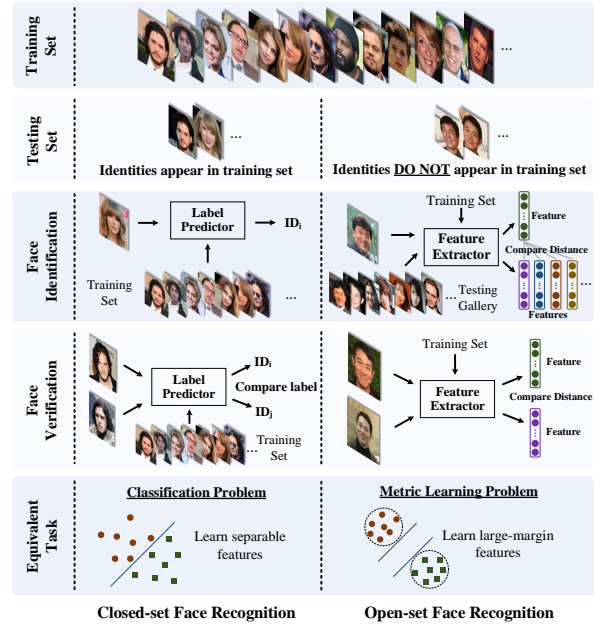 Training
Set
...
Testing
Set
...
Identities appear in training set
...
Identities DO NOT appear in training set
Face
Identification
Label
Predictor
IDi
Training
Set
...
Training Set
Feature
Extractor
Feature
Compare Distance
...
Testing
Gallery
...
Features
Face
Verification
Label
Predictor
IDi
Compare label
IDj
... Training
Set
Training Set
Feature
Extractor
Feature
Compare Distance
Feature
Equivalent
Task
Classification Problem
Learn separable
features
Metric Learning Problem
Learn large-margin
features
Closed-set Face Recognition
Open-set Face Recognition